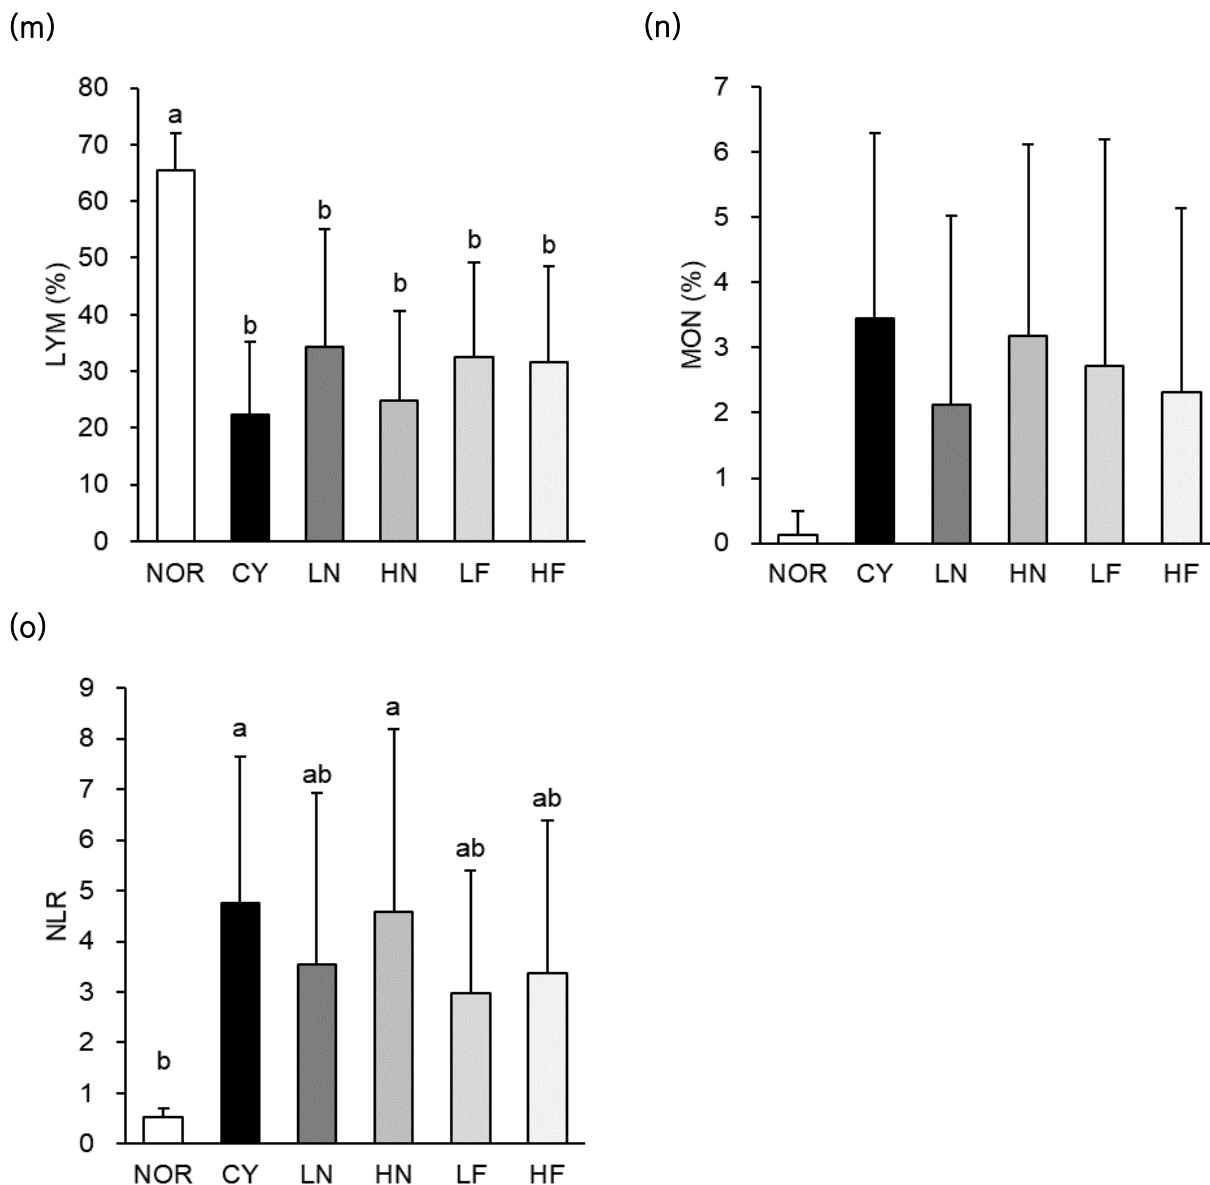 (m)
LYM (%)
80
70
60
50
40
30
20
10
0
a
b
b
b
b
b
NOR CY LN HN LF HF
(n)
MON (%)
7
6
5
4
3
2
1
0
NOR CY LN HN LF HF
(o)
NLR
9
8
7
6
5
4
3
2
1
0
b
a
ab
a
ab
ab
NOR CY LN HN LF HF